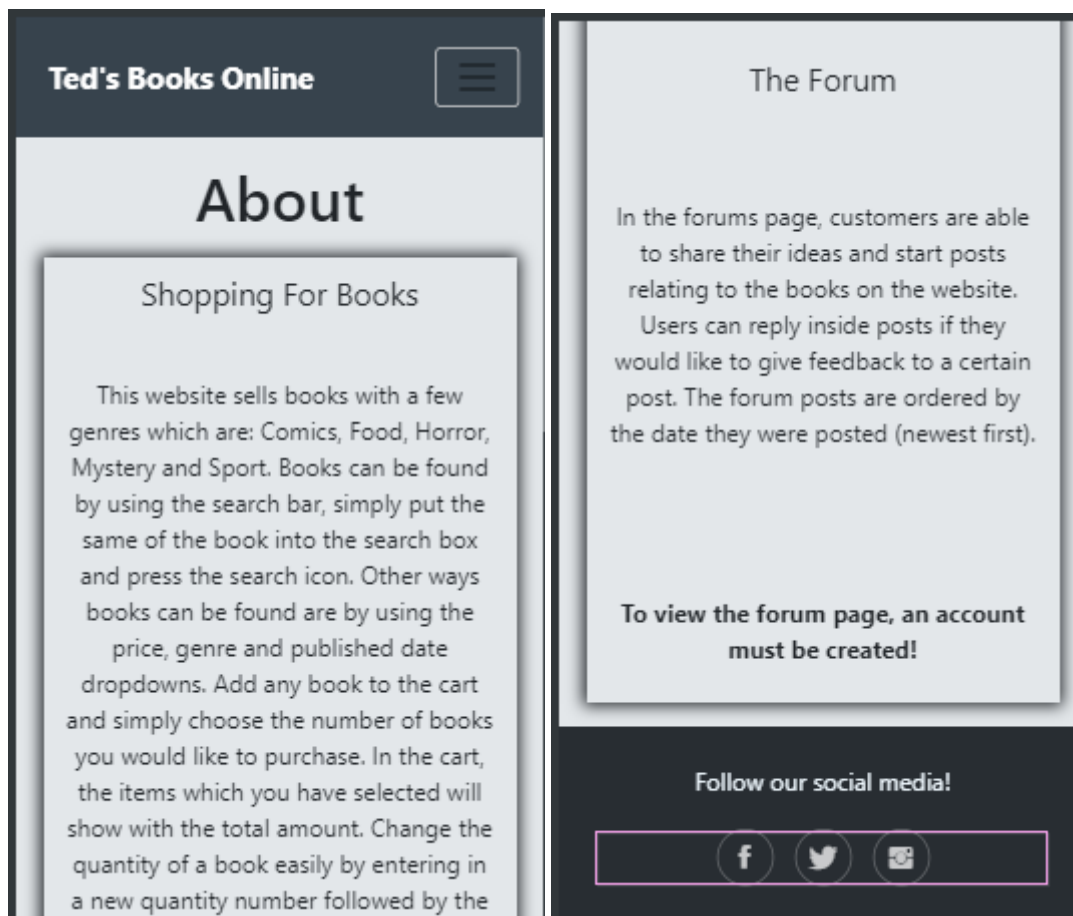 Ted's Books Online
About
Shopping For Books
This website sells books with a few
genres which are: Comics, Food, Horror,
Mystery and Sport. Books can be found
by using the search bar, simply put the
same of the book into the search box
and press the search icon. Other ways
books can be found are by using the
price, genre and published date
dropdowns. Add any book to the cart
and simply choose the number of books
you would like to purchase. In the cart,
the items which you have selected will
show with the total amount. Change the
quantity of a book easily by entering in
a new quantity number followed by the
The Forum
In the forums page, customers are able
to share their ideas and start posts
relating to the books on the website.
Users can reply inside posts if they
would like to give feedback to a certain
post. The forum posts are ordered by
the date they were posted (newest first).
To view the forum page, an account
must be created!
Follow our social media!